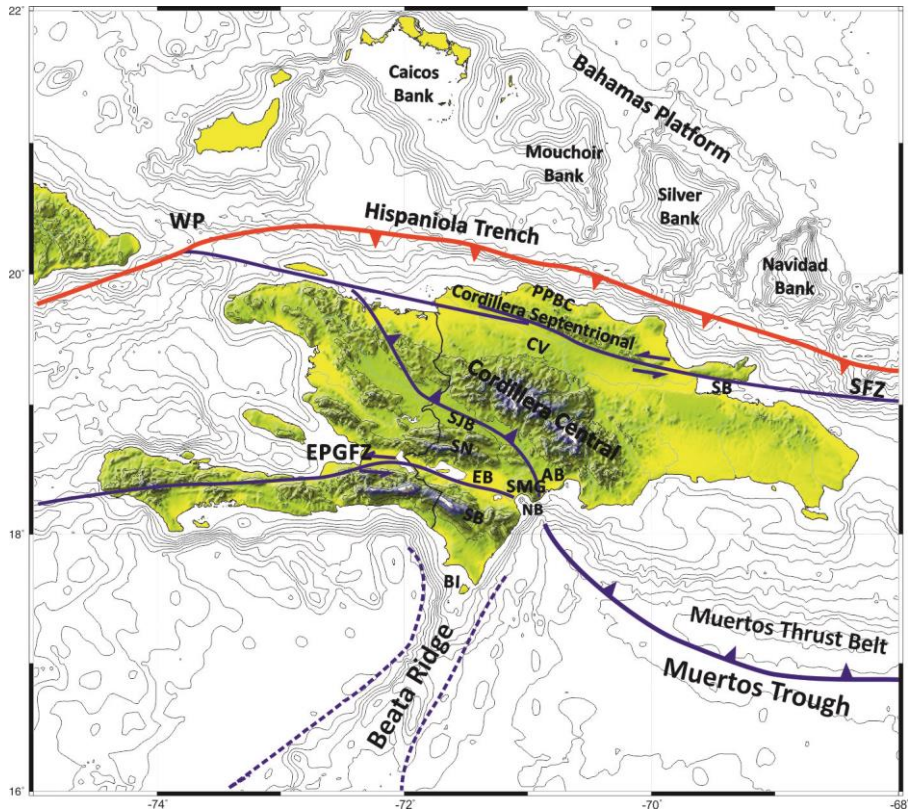 22°
Caicos
Bank
Bahamas Platform
Mouchoir
Bank
Silver
Bank
WP
Hispaniola Trench
Navidad
Bank
20°
PPBC
Cordillera Septentrional
CV
SB
SFZ
Cordillera Central
SJB
SN
EPGFZ
EB
AB
SMG
SB
NB
18°
BI
Muertos Thrust Belt
Muertos Trough
Beata Ridge
16°
-74
-72
-70
-68